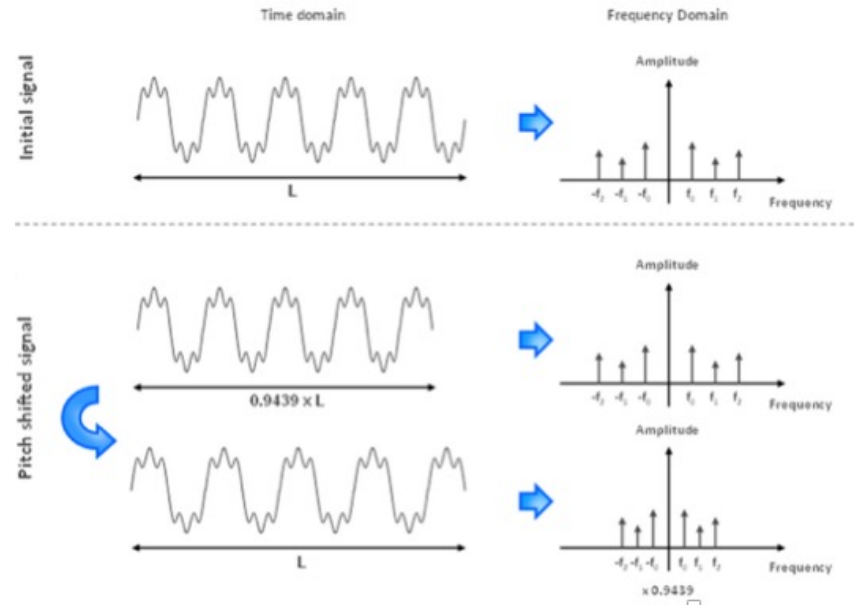 Time domain
Frequency Domain
Initial signal
Amplitude
L
-f₂ -f₁ -f₀ f₀ f₁ f₂
Frequency
Pitch shifted signal
Amplitude
0.9439 x L
-f₂ -f₁ -f₀ f₀ f₁ f₂
Frequency
Amplitude
L
-f₂ -f₁ -f₀ f₀ f₁ f₂
Frequency
x 0.9439